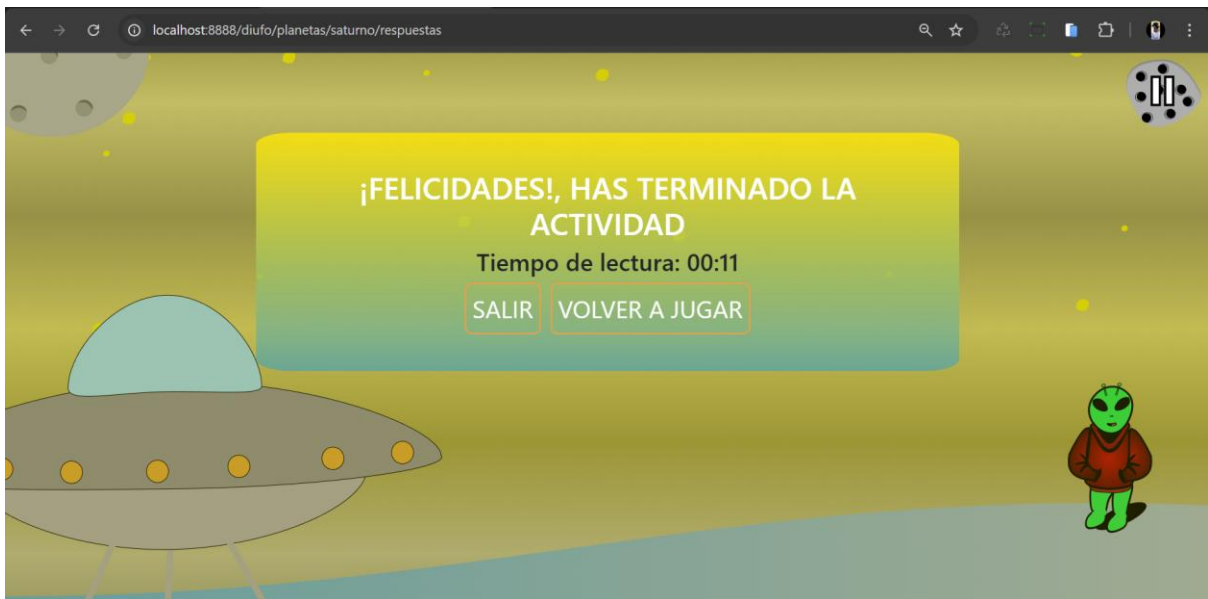 localhost:8888/diufo/planetas/saturno/respuestas
¡FELICIDADES!, HAS TERMINADO LA
ACTIVIDAD
Tiempo de lectura: 00:11
SALIR VOLVER A JUGAR